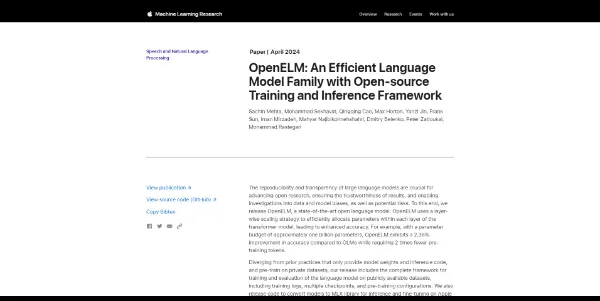 Machine Learning Research
Overview Research Events Work with us
Speech and Natural Language
Processing
Paper | April 2024
OpenELM: An Efficient Language
Model Family with Open-source
Training and Inference Framework
Sachin Mehta, Mohammad Sekhavat, Qingqing Cao, Max Horton, Yanzi Jin, Frank
Sun, Iman Mirzadeh, Mahyar Najibikohnehshahri, Dmitry Belenko, Peter Zatloukal,
Mohammad Rastegari
View publication ↗
View source code (GitHub) ↗
Copy Bibtex
The reproducibility and transparency of large language models are crucial for
advancing open research, ensuring the trustworthiness of results, and enabling
investigations into data and model biases, as well as potential risks. To this end, we
release OpenELM, a state-of-the-art open language model. OpenELM uses a layer-
wise scaling strategy to efficiently allocate parameters within each layer of the
transformer model, leading to enhanced accuracy. For example, with a parameter
budget of approximately one billion parameters, OpenELM exhibits a 2.36%
improvement in accuracy compared to OLMo while requiring 2 times fewer pre-
training tokens.
Diverging from prior practices that only provide model weights and inference code,
and pre-train on private datasets, our release includes the complete framework for
training and evaluation of the language model on publicly available datasets,
including training logs, multiple checkpoints, and pre-training configurations. We also
release code to convert models to MLX library for inference and fine-tuning on Apple